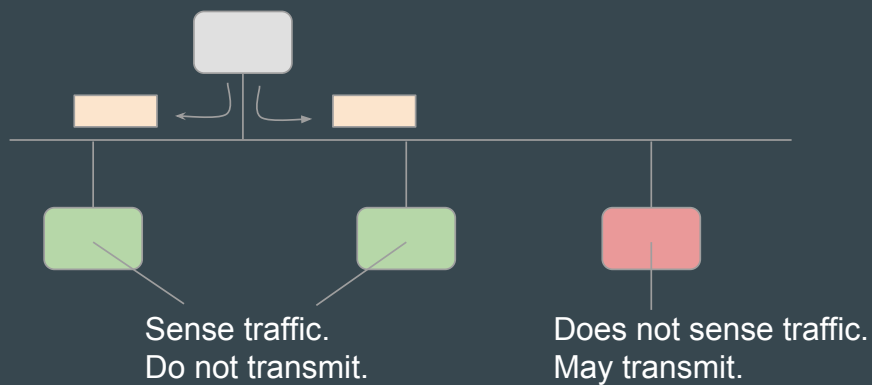 Sense traffic.
Do not transmit.
Does not sense traffic.
May transmit.